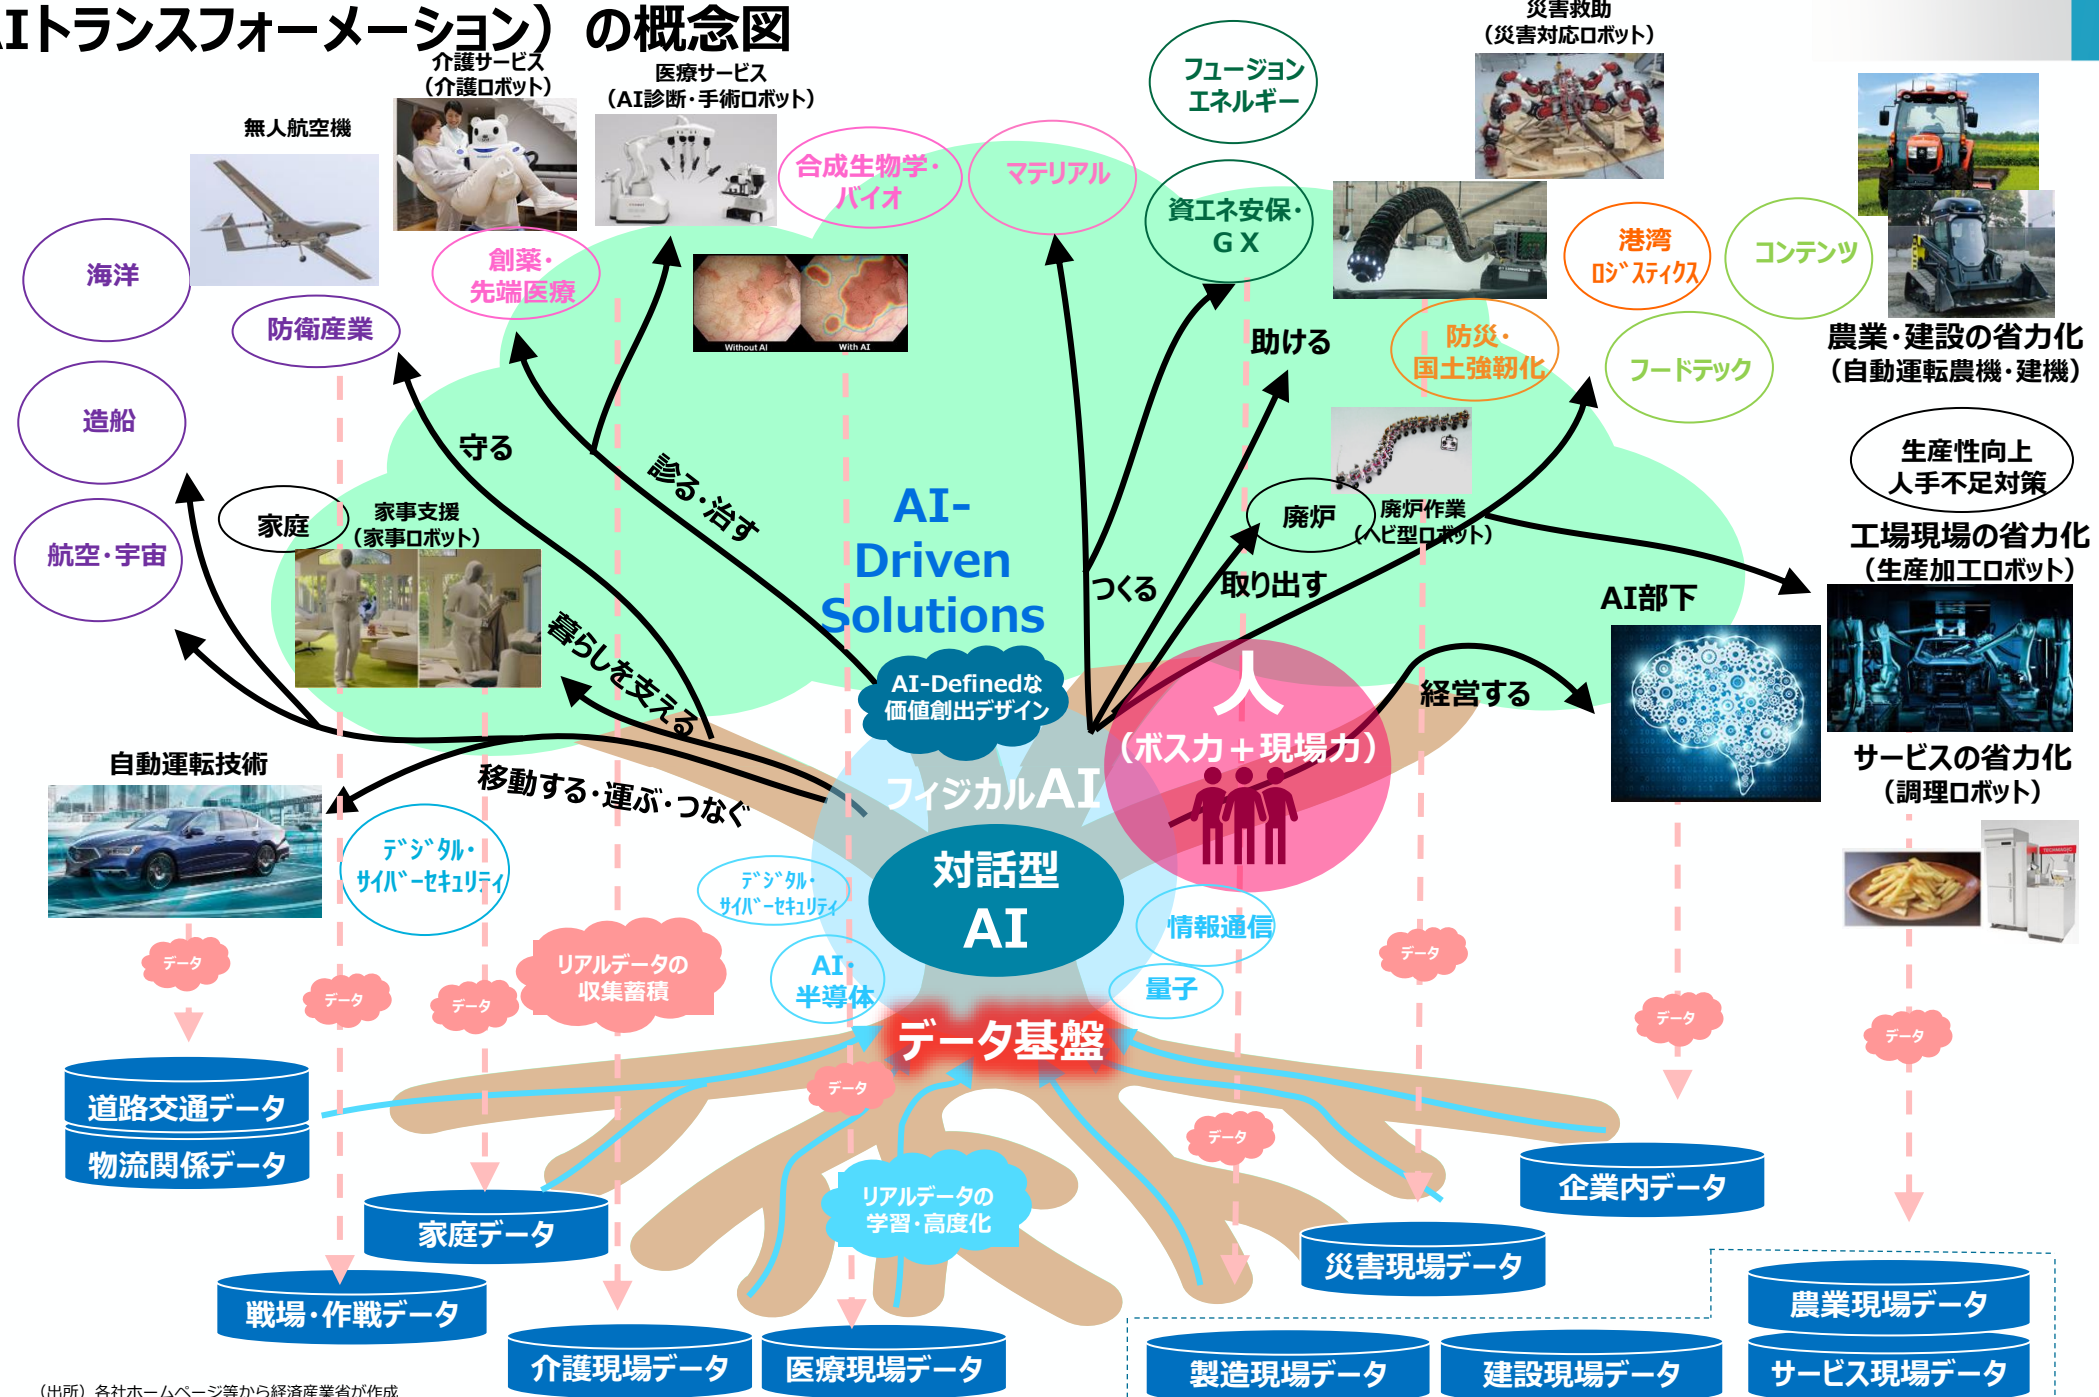 AIトランスフォーメーション）の概念図
災害救助
（災害対応ロボット）
介護サービス
（介護ロボット）
医療サービス
（AI診断・手術ロボット）
無人航空機
フュージョン
エネルギー
合成生物学・
バイオ
マテリアル
資エネ安保・
ＧＸ
港湾
ﾛｼﾞｽﾃｨｸｽ
コンテンツ
海洋
創薬・
先端医療
防衛産業
Without AI
With AI
助ける
防災・
国土強靭化
フードテック
農業・建設の省力化
（自動運転農機・建機）
造船
守る
診る・治す
生産性向上
人手不足対策
家庭
家事支援
（家事ロボット）
AI-
Driven
Solutions
廃炉
廃炉作業
（ヘビ型ロボット）
航空・宇宙
工場現場の省力化
（生産加工ロボット）
つくる
取り出す
AI部下
暮らしを支える
AI-Definedな
価値創出デザイン
人
（ボスカ＋現場力）
経営する
自動運転技術
移動する・運ぶ・つなぐ
フィジカルAI
サービスの省力化
（調理ロボット）
ﾃﾞｼﾞﾀﾙ・
ｻｲﾊﾞｰｾｷｭﾘﾃｨ
対話型
AI
ﾃﾞｼﾞﾀﾙ・
ｻｲﾊﾞｰｾｷｭﾘﾃｨ
情報通信
データ
データ
データ
リアルデータの
収集蓄積
AI・
半導体
量子
データ
データ
データ
データ基盤
データ
データ
道路交通データ
物流関係データ
家庭データ
リアルデータの
学習・高度化
企業内データ
戦場・作戦データ
災害現場データ
農業現場データ
介護現場データ
医療現場データ
製造現場データ
建設現場データ
サービス現場データ
（出所）各社ホームページ等から経済産業省が作成